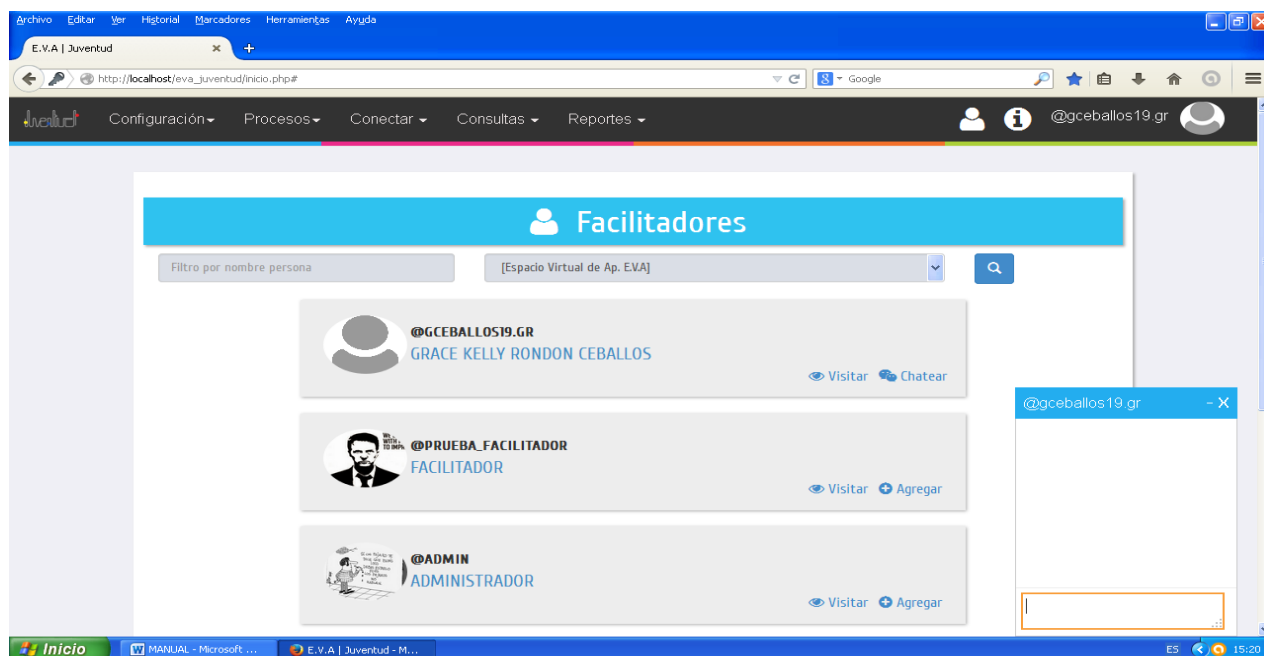 Archivo Editar Ver Historial Marcadores Herramientas Ayuda
E.V.A | Juventud × +
http://localhost/eva_juventud/inicio.php# Google
Juventud Configuración Procesos Conectar Consultas Reportes @gceballos19.gr
Facilitadores
Filtro por nombre persona [Espacio Virtual de Ap. E.V.A]
@GCEBALLOS19.GR
GRACE KELLY RONDON CEBALLOS
Visitar Chatear
@gceballos19.gr - X
@PRUEBA_FACILITADOR
FACILITADOR
Visitar Agregar
@ADMIN
ADMINISTRADOR
Visitar Agregar
Inicio MANUAL - Microsoft ... E.V.A | Juventud - M... ES 15:20